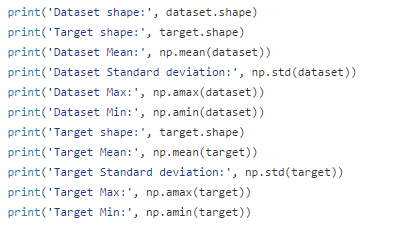 print('Dataset shape:', dataset.shape)
print('Target shape:', target.shape)
print('Dataset Mean:', np.mean(dataset))
print('Dataset Standard deviation:', np.std(dataset))
print('Dataset Max:', np.amax(dataset))
print('Dataset Min:', np.amin(dataset))
print('Target shape:', target.shape)
print('Target Mean:', np.mean(target))
print('Target Standard deviation:', np.std(target))
print('Target Max:', np.amax(target))
print('Target Min:', np.amin(target))